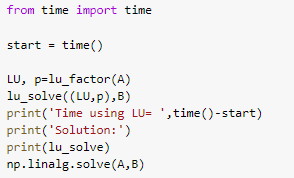 from time import time
start = time()
LU, p=lu_factor(A)
lu_solve((LU,p),B)
print('Time using LU= ',time()-start)
print('Solution:')
print(lu_solve)
np.linalg.solve(A,B)